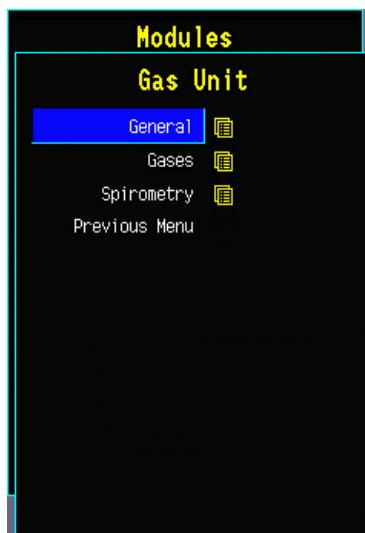 Modules
Gas Unit
General
Gases
Spirometry
Previous Menu